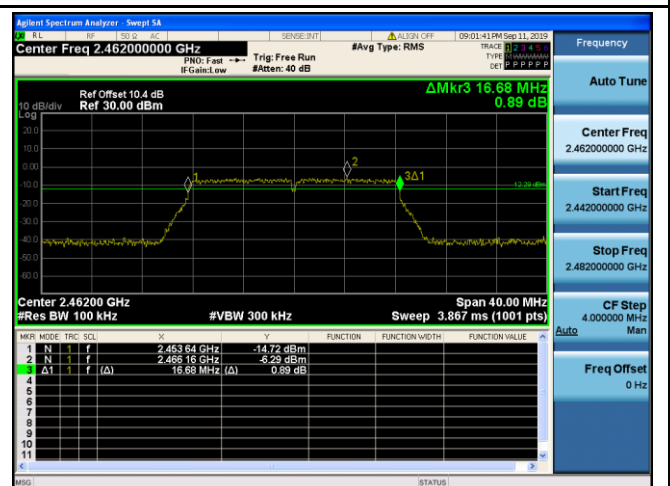 Agilent Spectrum Analyzer - Swept SA
RL RF 50 Ω AC SENSE:INT ALIGN OFF 09:01:41 PM Sep 11, 2019
Center Freq 2.462000000 GHz #Avg Type: RMS TRACE 1 2 3 4 5 6
PNO: Fast Trig: Free Run TYPE
IFGain:Low #Atten: 40 dB DET P P P P P P
ΔMkr3 16.68 MHz
0.89 dB
Ref Offset 10.4 dB
10 dB/div Ref 30.00 dBm
Log
20.0
10.0
0.00
-10.0
-20.0
-30.0
-40.0
-50.0
-60.0
1
2
3Δ1
-12.29 dBm
Center 2.46200 GHz Span 40.00 MHz
#Res BW 100 kHz #VBW 300 kHz Sweep 3.867 ms (1001 pts)
MKR MODE TRC SCL X Y FUNCTION FUNCTION WIDTH FUNCTION VALUE
1 N 1 f 2.453 64 GHz -14.72 dBm
2 N 1 f 2.466 16 GHz -6.29 dBm
3 Δ1 1 f (Δ) 16.68 MHz (Δ) 0.89 dB
4
5
6
7
8
9
10
11
MSG STATUS
Frequency
Auto Tune
Center Freq
2.462000000 GHz
Start Freq
2.442000000 GHz
Stop Freq
2.482000000 GHz
CF Step
4.000000 MHz
Auto Man
Freq Offset
0 Hz